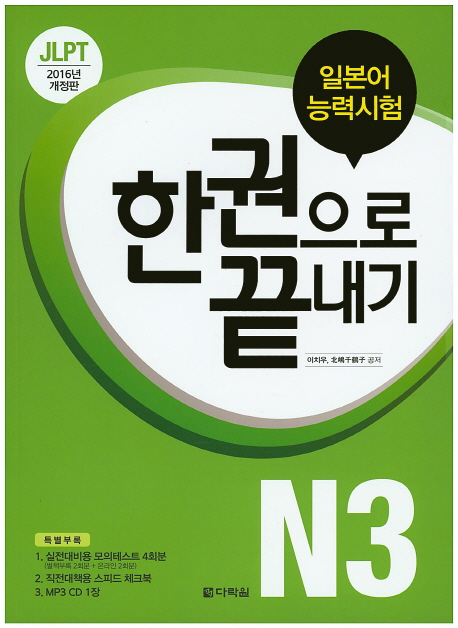 JLPT
2016년
개정판
일본어
능력시험
한권으로
끝내기
이치우, 北嶋千鶴子 공저
N3
특별부록
1. 실전대비용 모의테스트 4회분
(별책부록 2회분 + 온라인 2회분)
2. 직전대책용 스피드 체크북
3. MP3 CD 1장
다락원